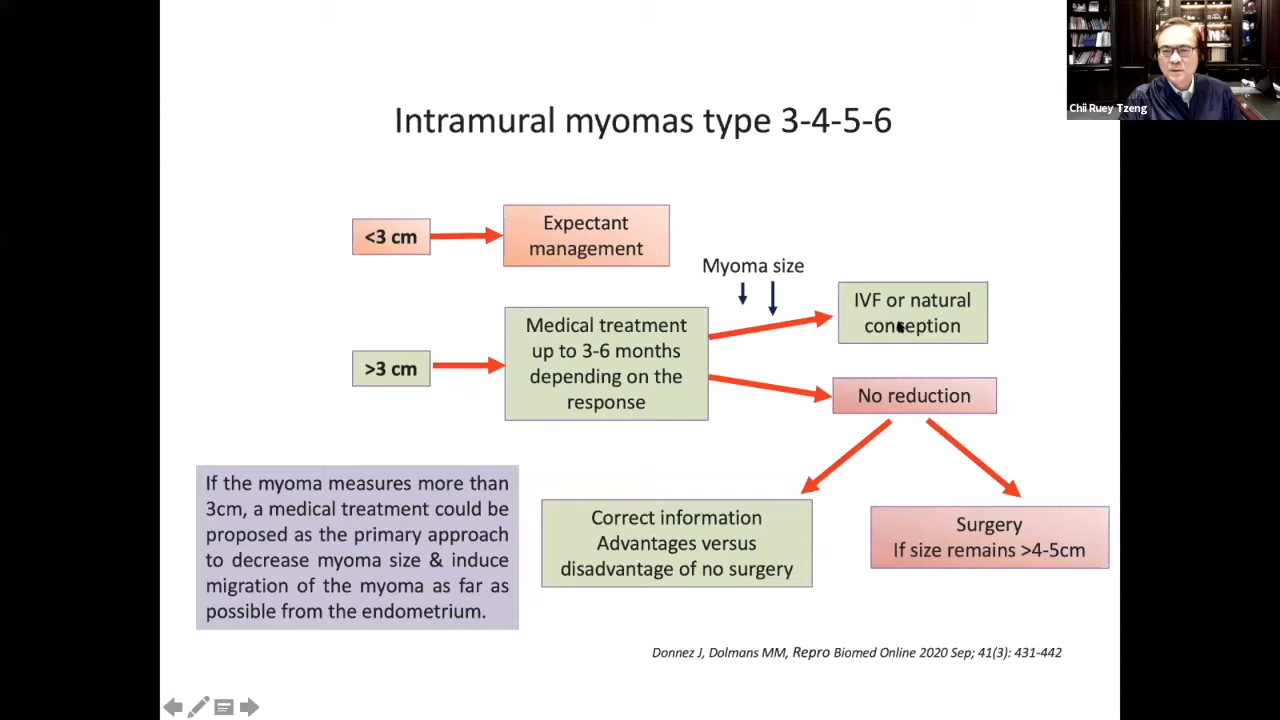 Chii Ruey Tzeng
Intramural myomas type 3-4-5-6
<3 cm
Expectant
management
Myoma size
IVF or natural
conception
>3 cm
Medical treatment
up to 3-6 months
depending on the
response
No reduction
If the myoma measures more than
3cm, a medical treatment could be
proposed as the primary approach
to decrease myoma size & induce
migration of the myoma as far as
possible from the endometrium.
Correct information
Advantages versus
disadvantage of no surgery
Surgery
If size remains >4-5cm
Donnez J, Dolmans MM, Repro Biomed Online 2020 Sep; 41(3): 431-442